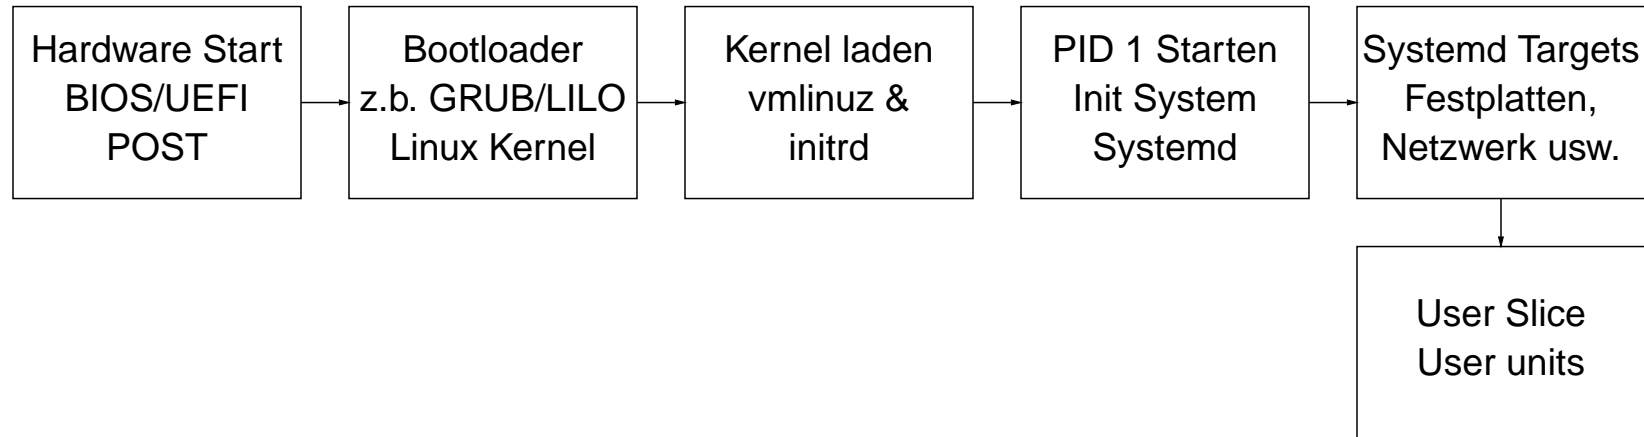 Hardware Start
BIOS/UEFI
POST
Bootloader
z.b. GRUB/LILO
Linux Kernel
Kernel laden
vmlinuz &
initrd
PID 1 Starten
Init System
Systemd
Systemd Targets
Festplatten,
Netzwerk usw.
User Slice
User units